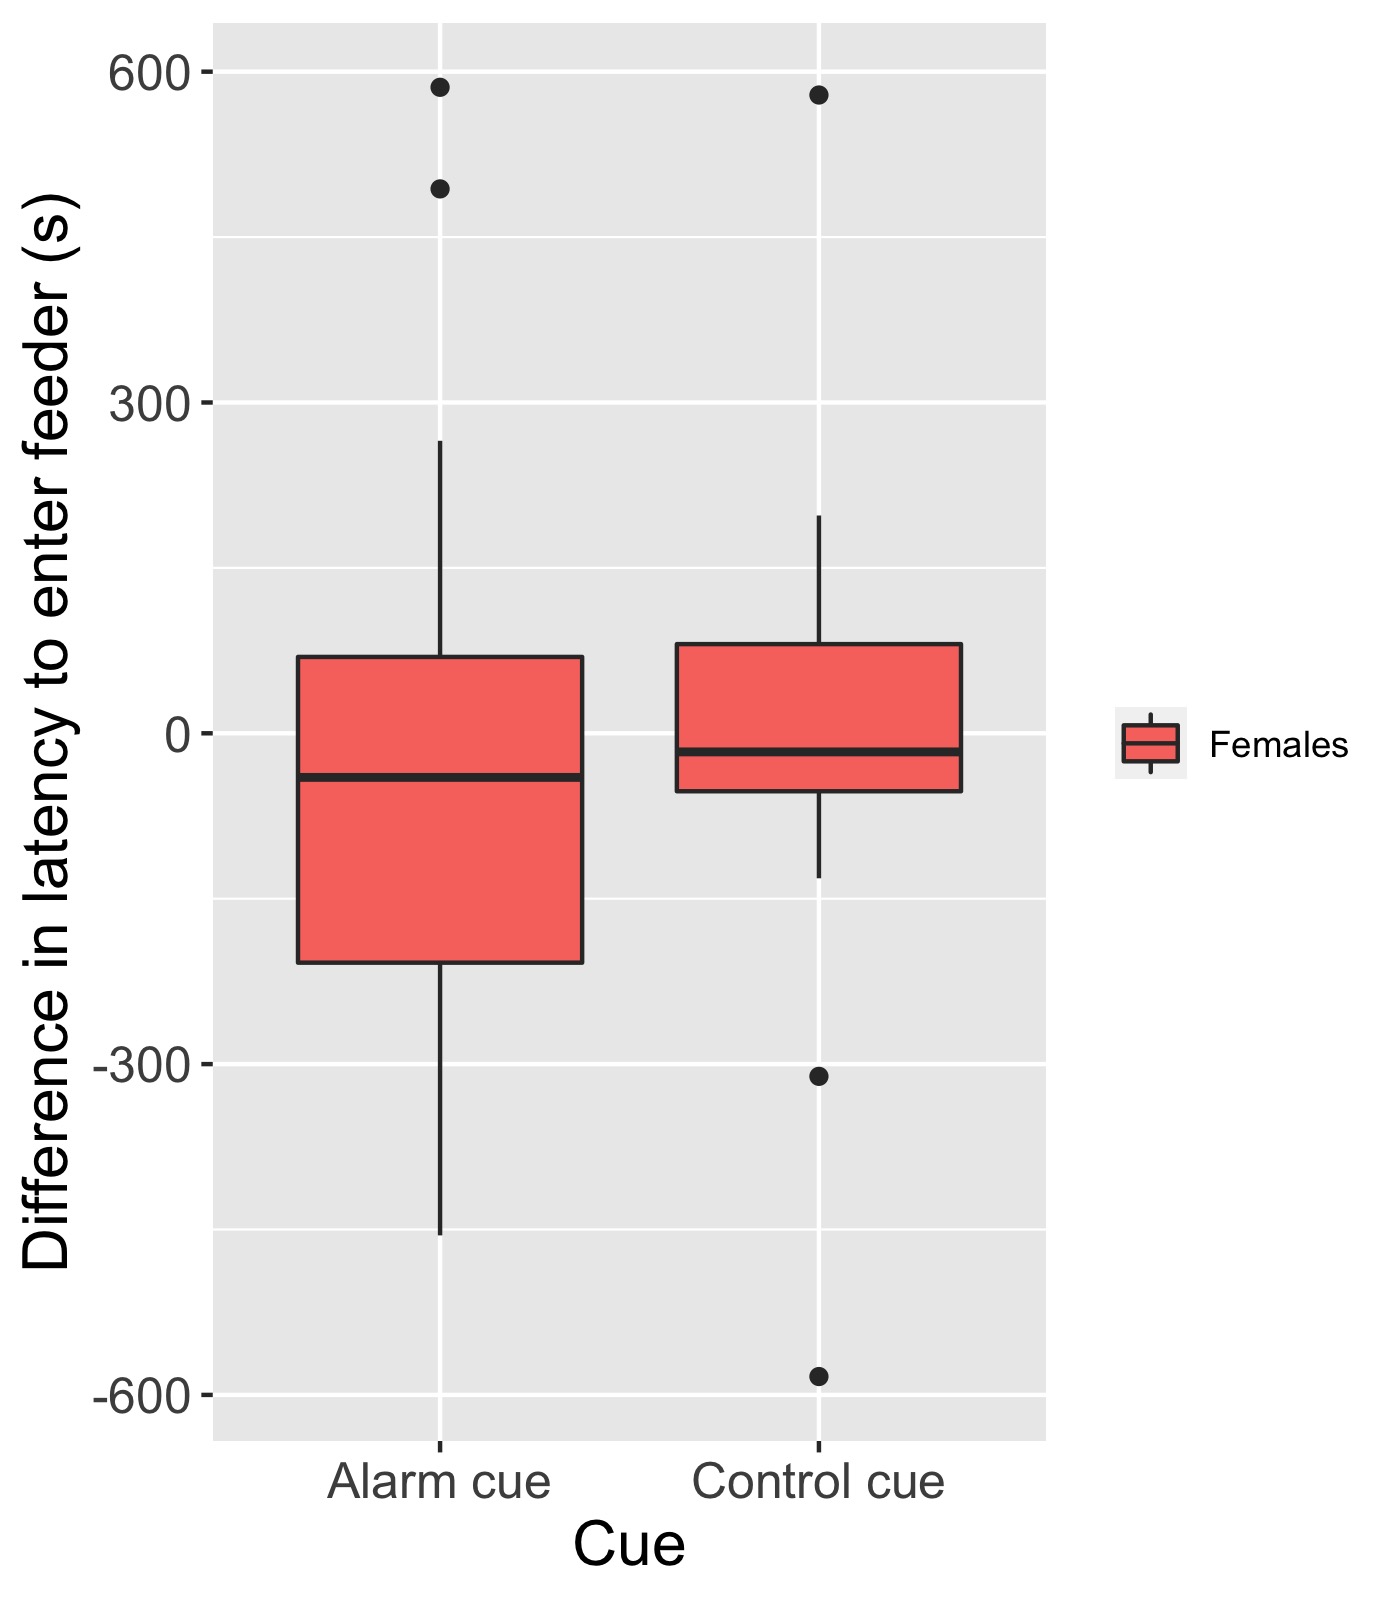 Difference in latency to enter feeder (s)
600
300
0
-300
-600
Alarm cue
Control cue
Cue
Females